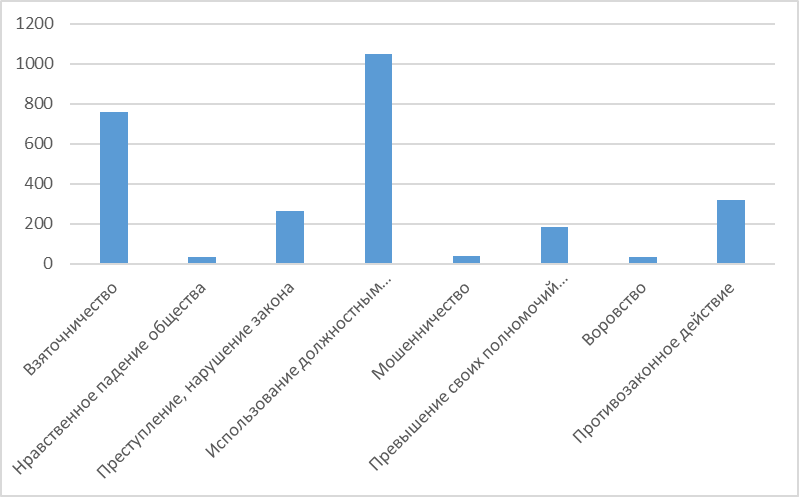 1200
1000
800
600
400
200
0
Взяточничество
Нравственное падение общества
Преступление, нарушение закона
Использование должностным...
Мошенничество
Превышение своих полномочий...
Воровство
Противозаконное действие